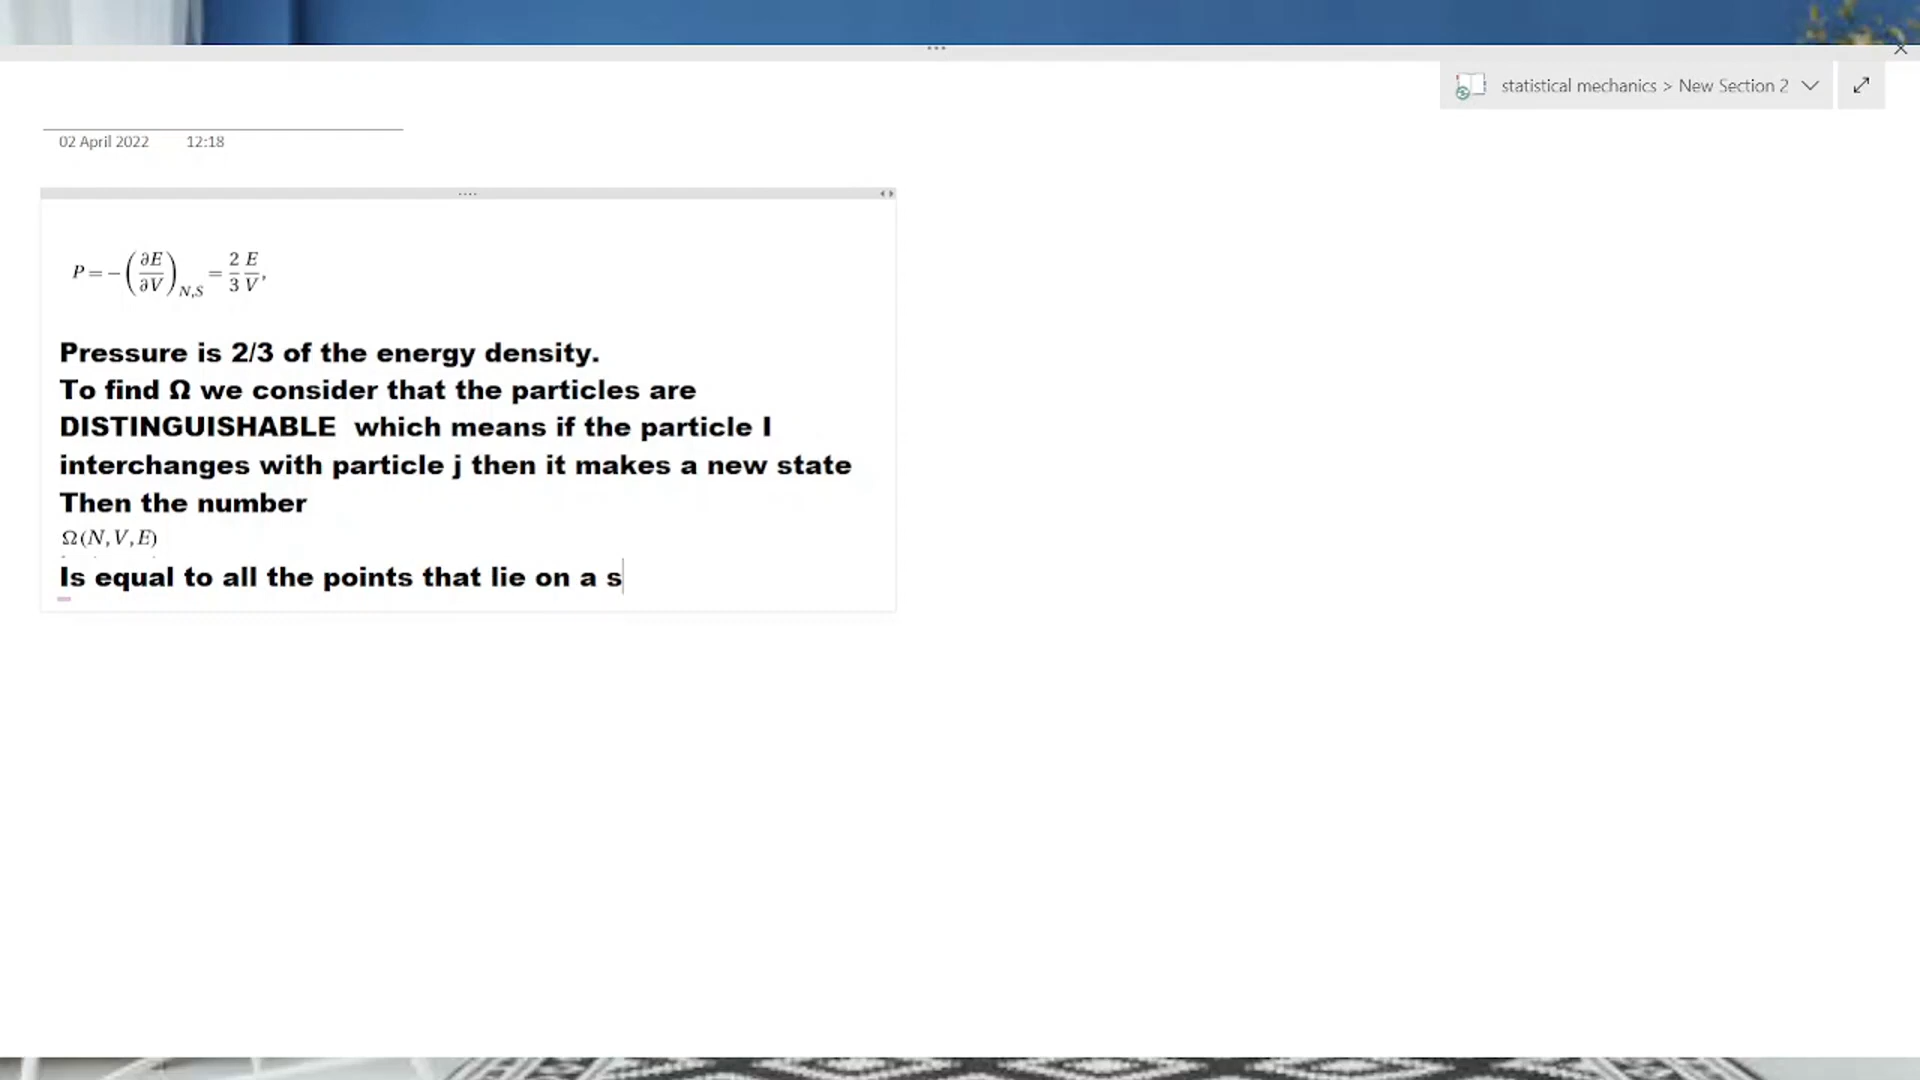 statistical mechanics > New Section 2
02 April 2022 12:18
P = − (∂E/∂V)N,S = 2/3 E/V,
Pressure is 2/3 of the energy density.
To find Ω we consider that the particles are
DISTINGUISHABLE which means if the particle I
interchanges with particle j then it makes a new state
Then the number
Ω(N,V,E)
Is equal to all the points that lie on a s